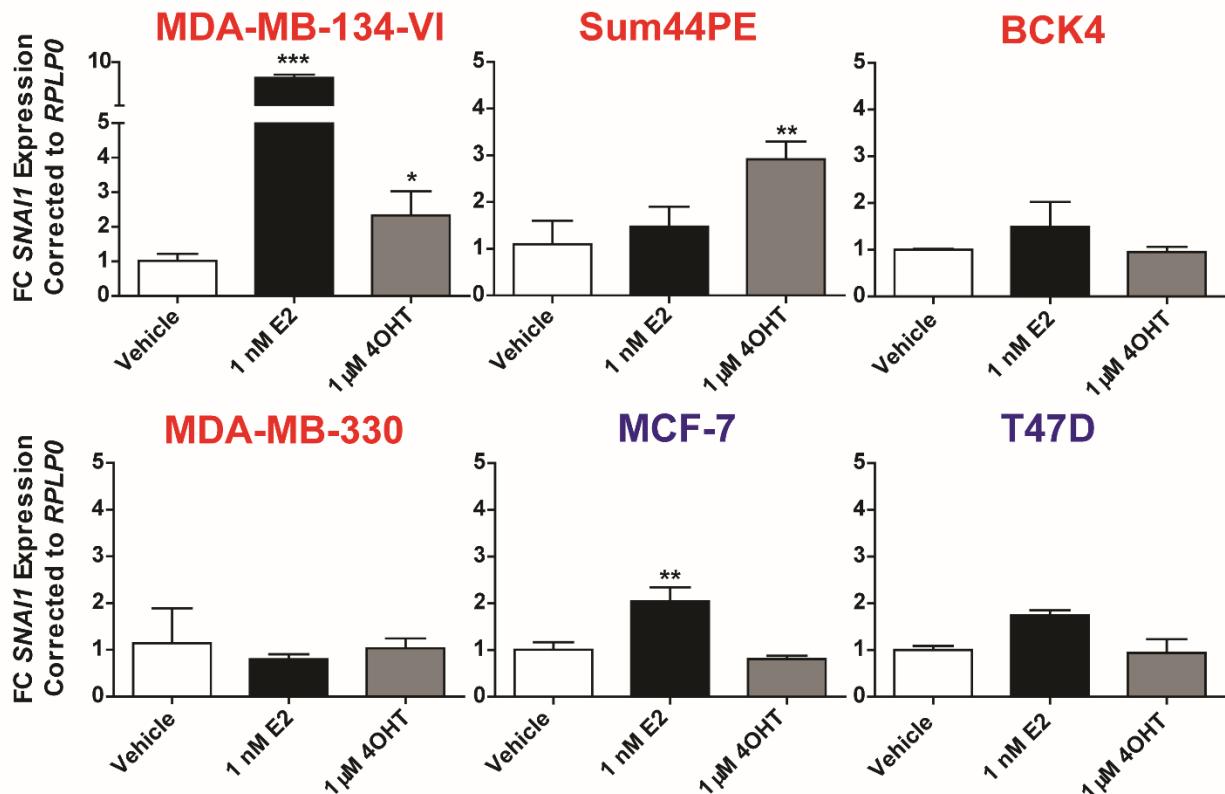 MDA-MB-134-VI
Sum44PE
BCK4
FC SNAI1 Expression
Corrected to RPLP0
10
5
4
3
2
1
0
***
*
Vehicle
1 nM E2
1 µM 4OHT
5
4
3
2
1
0
**
Vehicle
1 nM E2
1 µM 4OHT
5
4
3
2
1
0
Vehicle
1 nM E2
1 µM 4OHT
MDA-MB-330
MCF-7
T47D
FC SNAI1 Expression
Corrected to RPLP0
5
4
3
2
1
0
Vehicle
1 nM E2
1 µM 4OHT
5
4
3
2
1
0
**
Vehicle
1 nM E2
1 µM 4OHT
5
4
3
2
1
0
Vehicle
1 nM E2
1 µM 4OHT